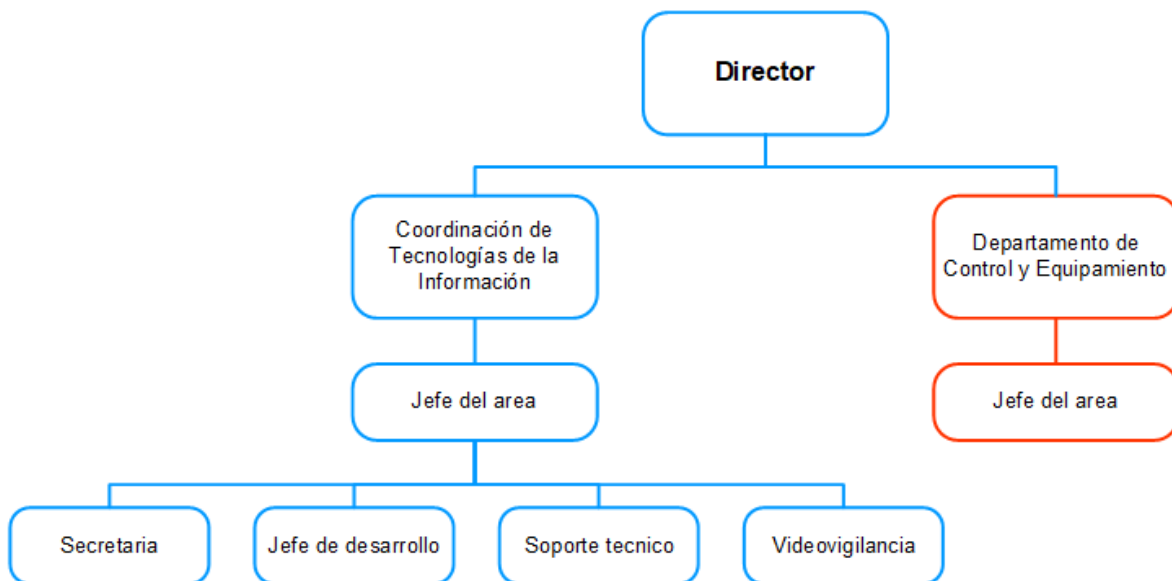 Director
Coordinación de
Tecnologías de la
Información
Departamento de
Control y Equipamiento
Jefe del area
Jefe del area
Secretaria
Jefe de desarrollo
Soporte tecnico
Videovigilancia